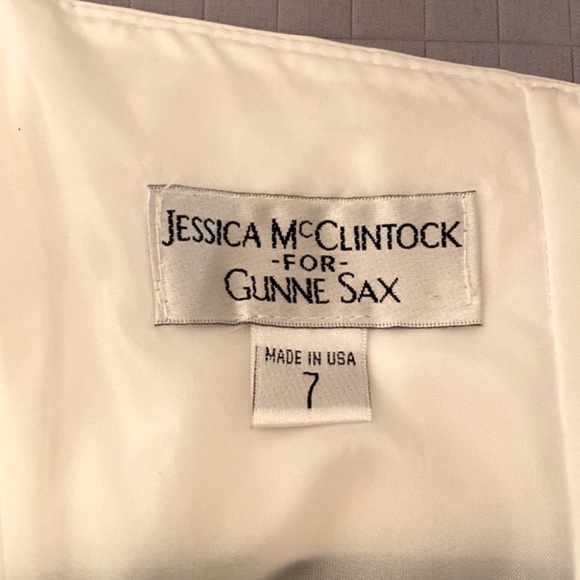 JESSICA MCCLINTOCK
-FOR-
GUNNE SAX
MADE IN USA
7